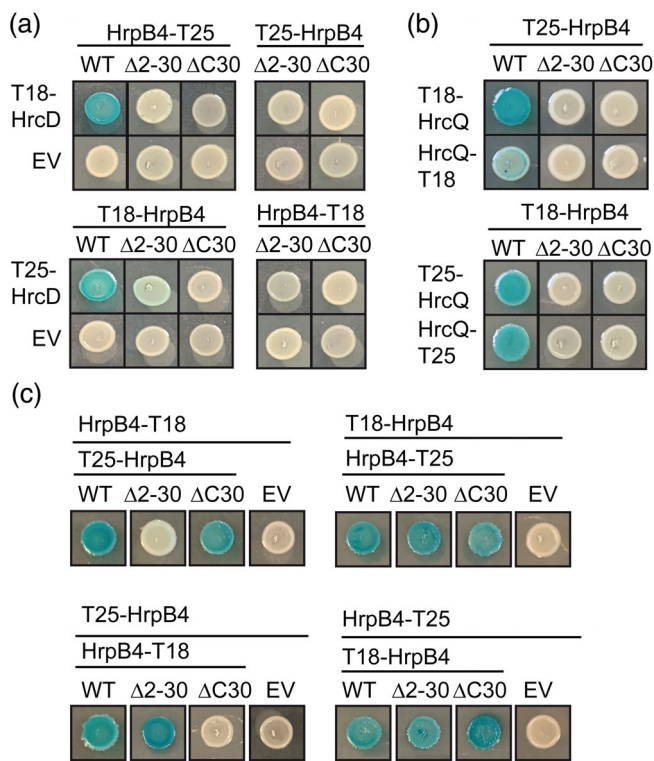 (a)
HrpB4-T25 T25-HrpB4
WT Δ2-30 ΔC30 Δ2-30 ΔC30
T18-
HrcD
EV
T18-HrpB4 HrpB4-T18
WT Δ2-30 ΔC30 Δ2-30 ΔC30
T25-
HrcD
EV
(b)
T25-HrpB4
WT Δ2-30 ΔC30
T18-
HrcQ
HrcQ-
T18
T18-HrpB4
WT Δ2-30 ΔC30
T25-
HrcQ
HrcQ-
T25
(c)
HrpB4-T18
T25-HrpB4
WT Δ2-30 ΔC30 EV
T18-HrpB4
HrpB4-T25
WT Δ2-30 ΔC30 EV
T25-HrpB4
HrpB4-T18
WT Δ2-30 ΔC30 EV
HrpB4-T25
T18-HrpB4
WT Δ2-30 ΔC30 EV